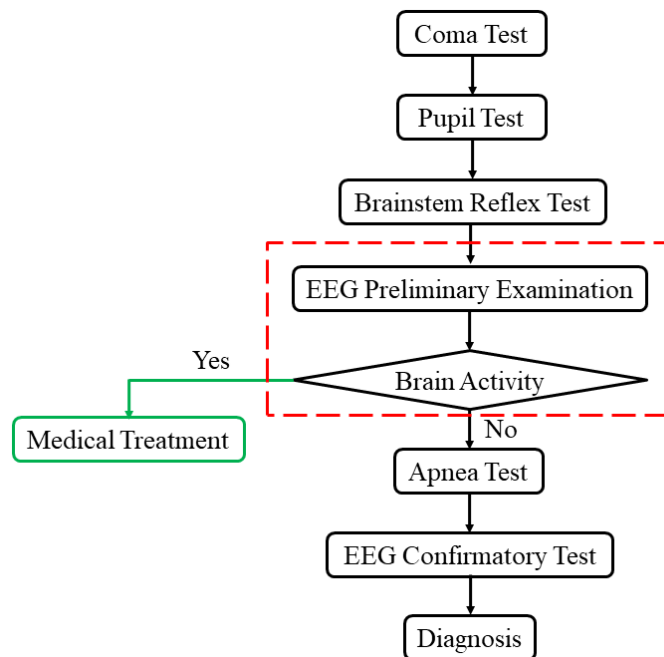 Coma Test
Pupil Test
Brainstem Reflex Test
EEG Preliminary Examination
Yes
Brain Activity
Medical Treatment
No
Apnea Test
EEG Confirmatory Test
Diagnosis